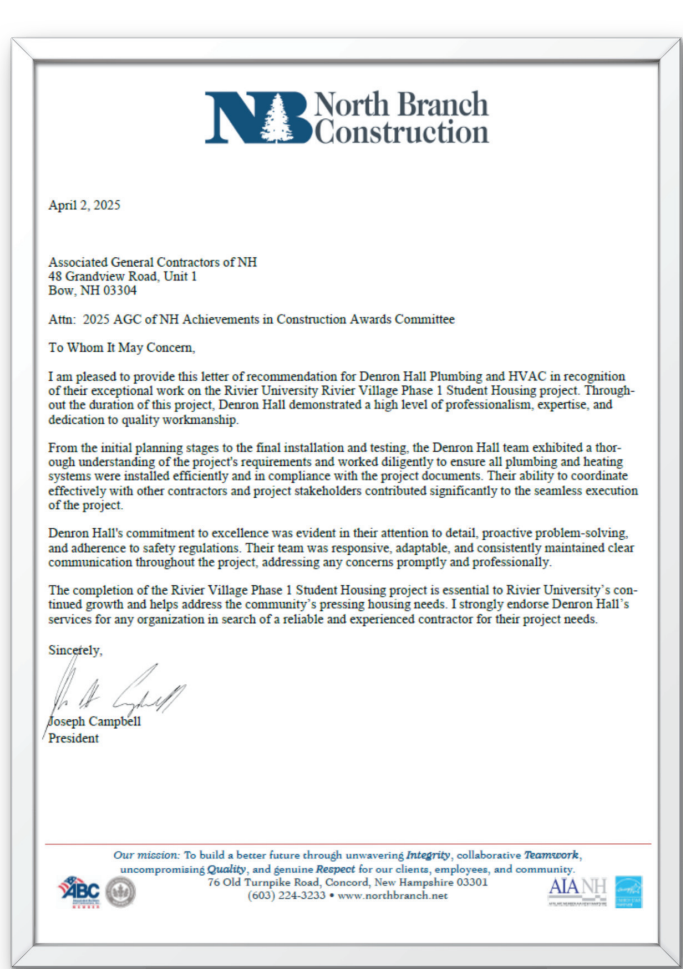 NB North Branch
Construction
April 2, 2025
Associated General Contractors of NH
48 Grandview Road, Unit 1
Bow, NH 03304
Attn: 2025 AGC of NH Achievements in Construction Awards Committee
To Whom It May Concern,
I am pleased to provide this letter of recommendation for Denron Hall Plumbing and HVAC in recognition
of their exceptional work on the Rivier University Rivier Village Phase 1 Student Housing project. Through-
out the duration of this project, Denron Hall demonstrated a high level of professionalism, expertise, and
dedication to quality workmanship.
From the initial planning stages to the final installation and testing, the Denron Hall team exhibited a thor-
ough understanding of the project's requirements and worked diligently to ensure all plumbing and heating
systems were installed efficiently and in compliance with the project documents. Their ability to coordinate
effectively with other contractors and project stakeholders contributed significantly to the seamless execution
of the project.
Denron Hall's commitment to excellence was evident in their attention to detail, proactive problem-solving,
and adherence to safety regulations. Their team was responsive, adaptable, and consistently maintained clear
communication throughout the project, addressing any concerns promptly and professionally.
The completion of the Rivier Village Phase 1 Student Housing project is essential to Rivier University's con-
tinued growth and helps address the community's pressing housing needs. I strongly endorse Denron Hall's
services for any organization in search of a reliable and experienced contractor for their project needs.
Sincerely,
Joseph Campbell
President
Our mission: To build a better future through unwavering Integrity, collaborative Teamwork,
uncompromising Quality, and genuine Respect for our clients, employees, and community.
76 Old Turnpike Road, Concord, New Hampshire 03301
(603) 224-3233 • www.northbranch.net
ABC
AIA NH